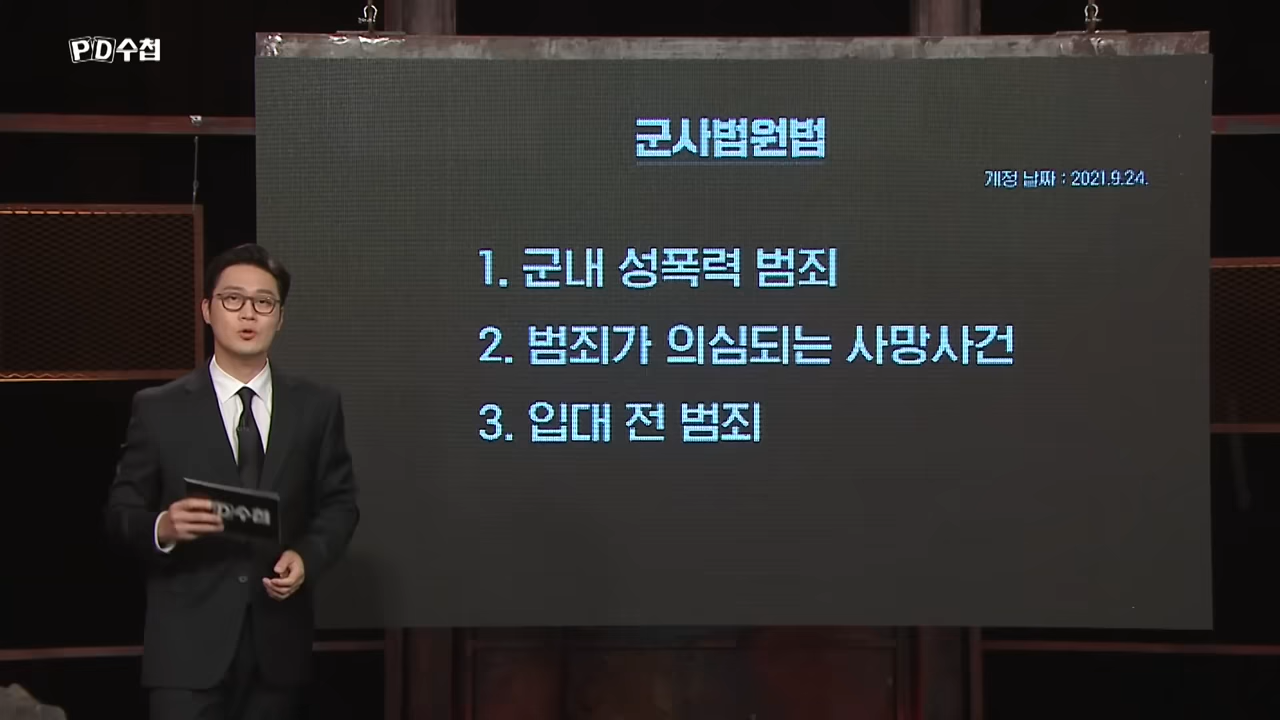 PD수첩
군사법원법
개정 날짜 : 2021.9.24.
1. 군내 성폭력 범죄
2. 범죄가 의심되는 사망사건
3. 입대 전 범죄
PD수첩